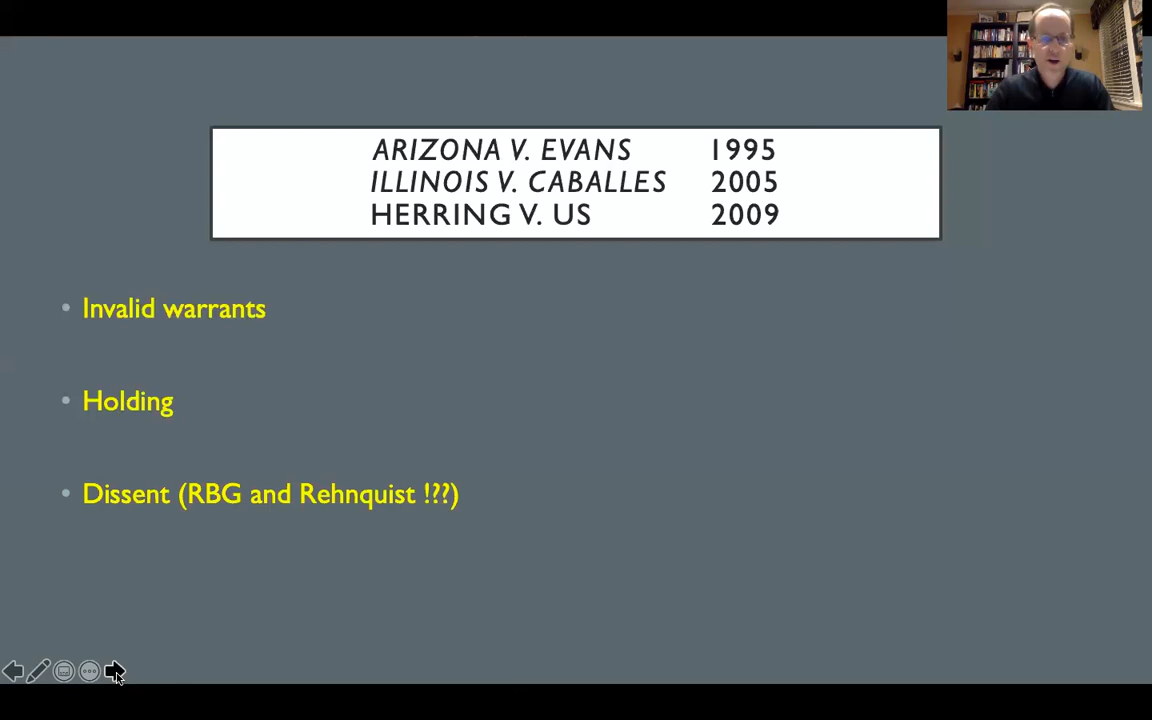 ARIZONA V. EVANS 1995
ILLINOIS V. CABALLES 2005
HERRING V. US 2009
• Invalid warrants
• Holding
• Dissent (RBG and Rehnquist !??)